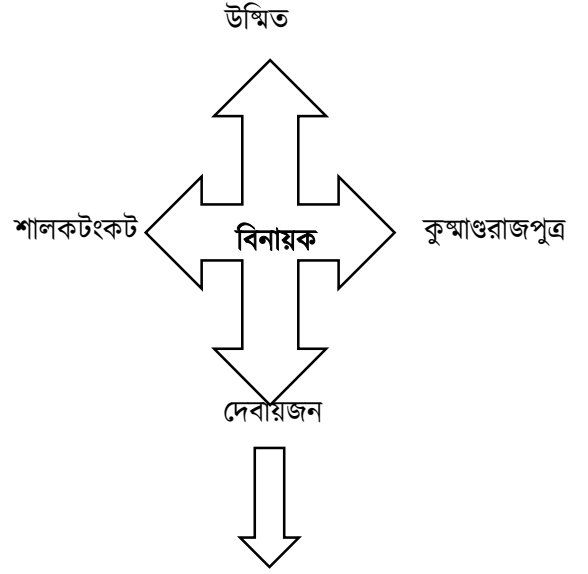 উষ্মিত
শালকটংকট
বিনায়ক
কুষ্মাণ্ডরাজপুত্র
দেবায়জন